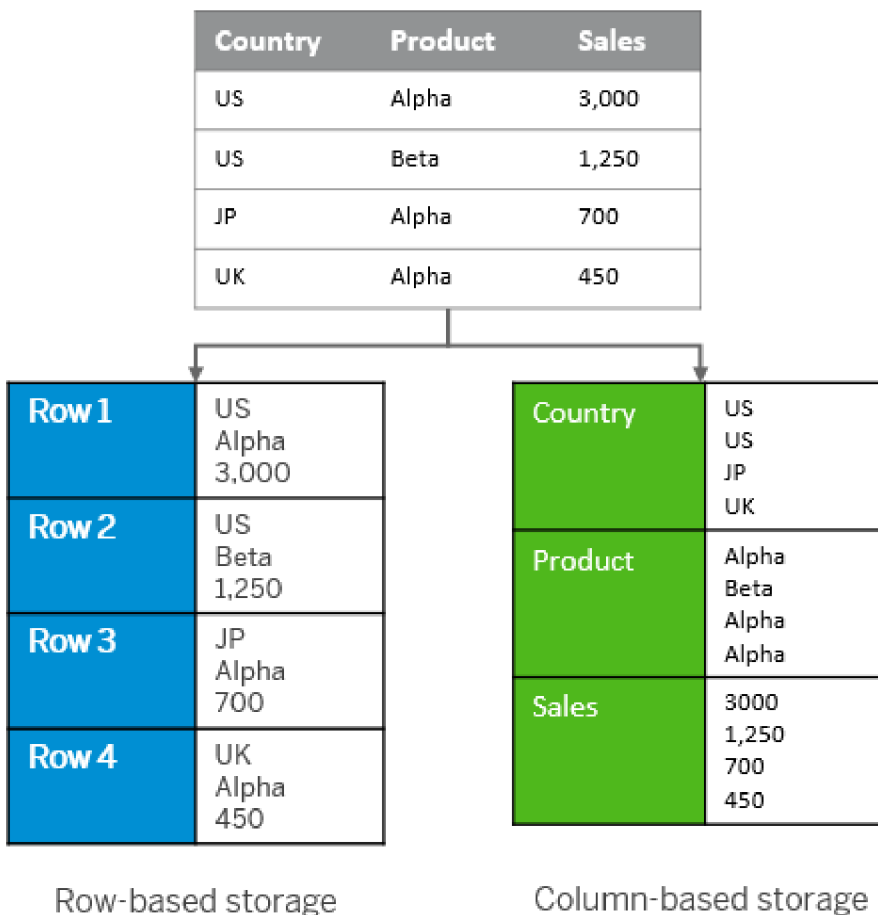 Country Product Sales
US Alpha 3,000
US Beta 1,250
JP Alpha 700
UK Alpha 450
Row 1
US
Alpha
3,000
Row 2
US
Beta
1,250
Row 3
JP
Alpha
700
Row 4
UK
Alpha
450
Row-based storage
Country
US
US
JP
UK
Product
Alpha
Beta
Alpha
Alpha
Sales
3000
1,250
700
450
Column-based storage